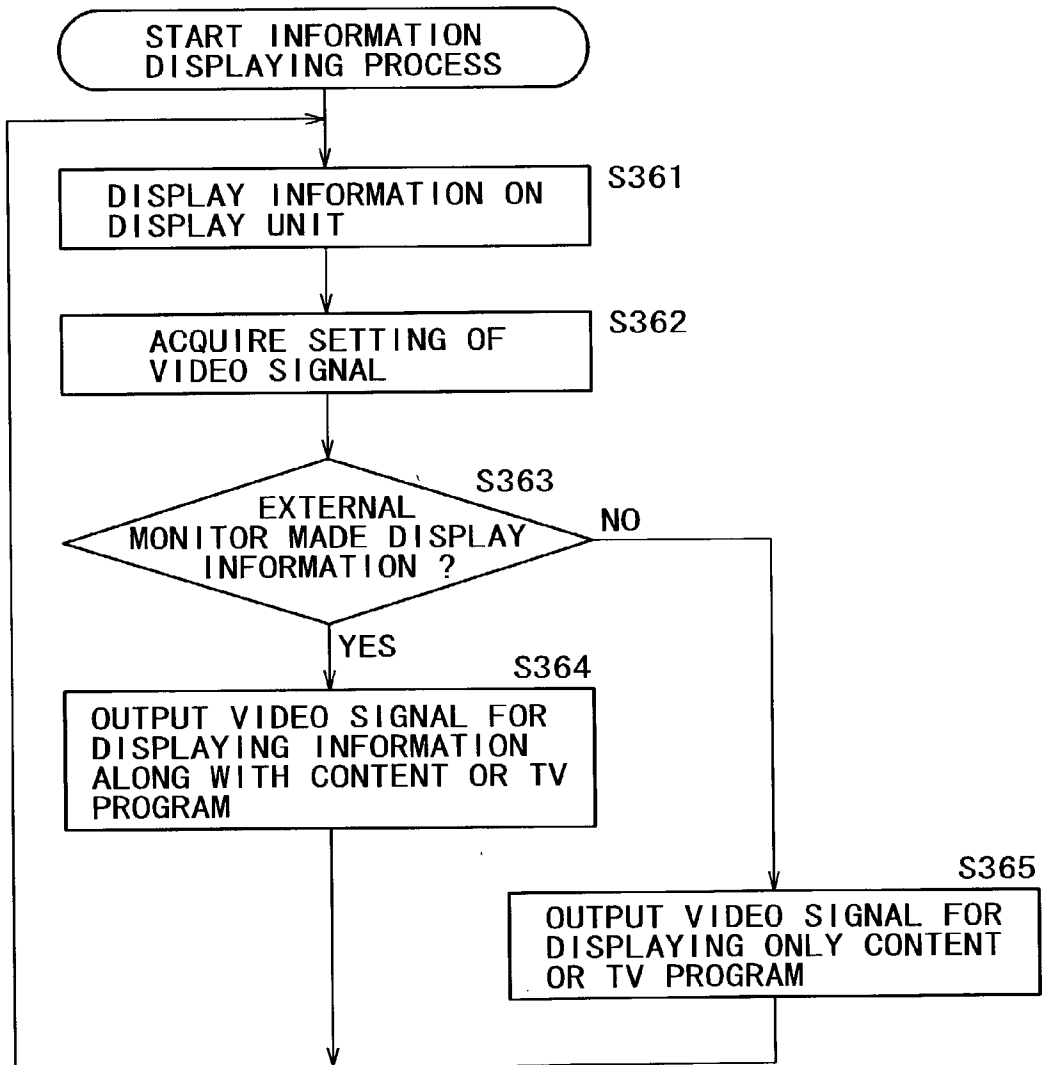 START INFORMATION
DISPLAYING PROCESS
S361
DISPLAY INFORMATION ON
DISPLAY UNIT
S362
ACQUIRE SETTING OF
VIDEO SIGNAL
S363
EXTERNAL
MONITOR MADE DISPLAY
INFORMATION ?
NO
YES
S364
OUTPUT VIDEO SIGNAL FOR
DISPLAYING INFORMATION
ALONG WITH CONTENT OR TV
PROGRAM
S365
OUTPUT VIDEO SIGNAL FOR
DISPLAYING ONLY CONTENT
OR TV PROGRAM